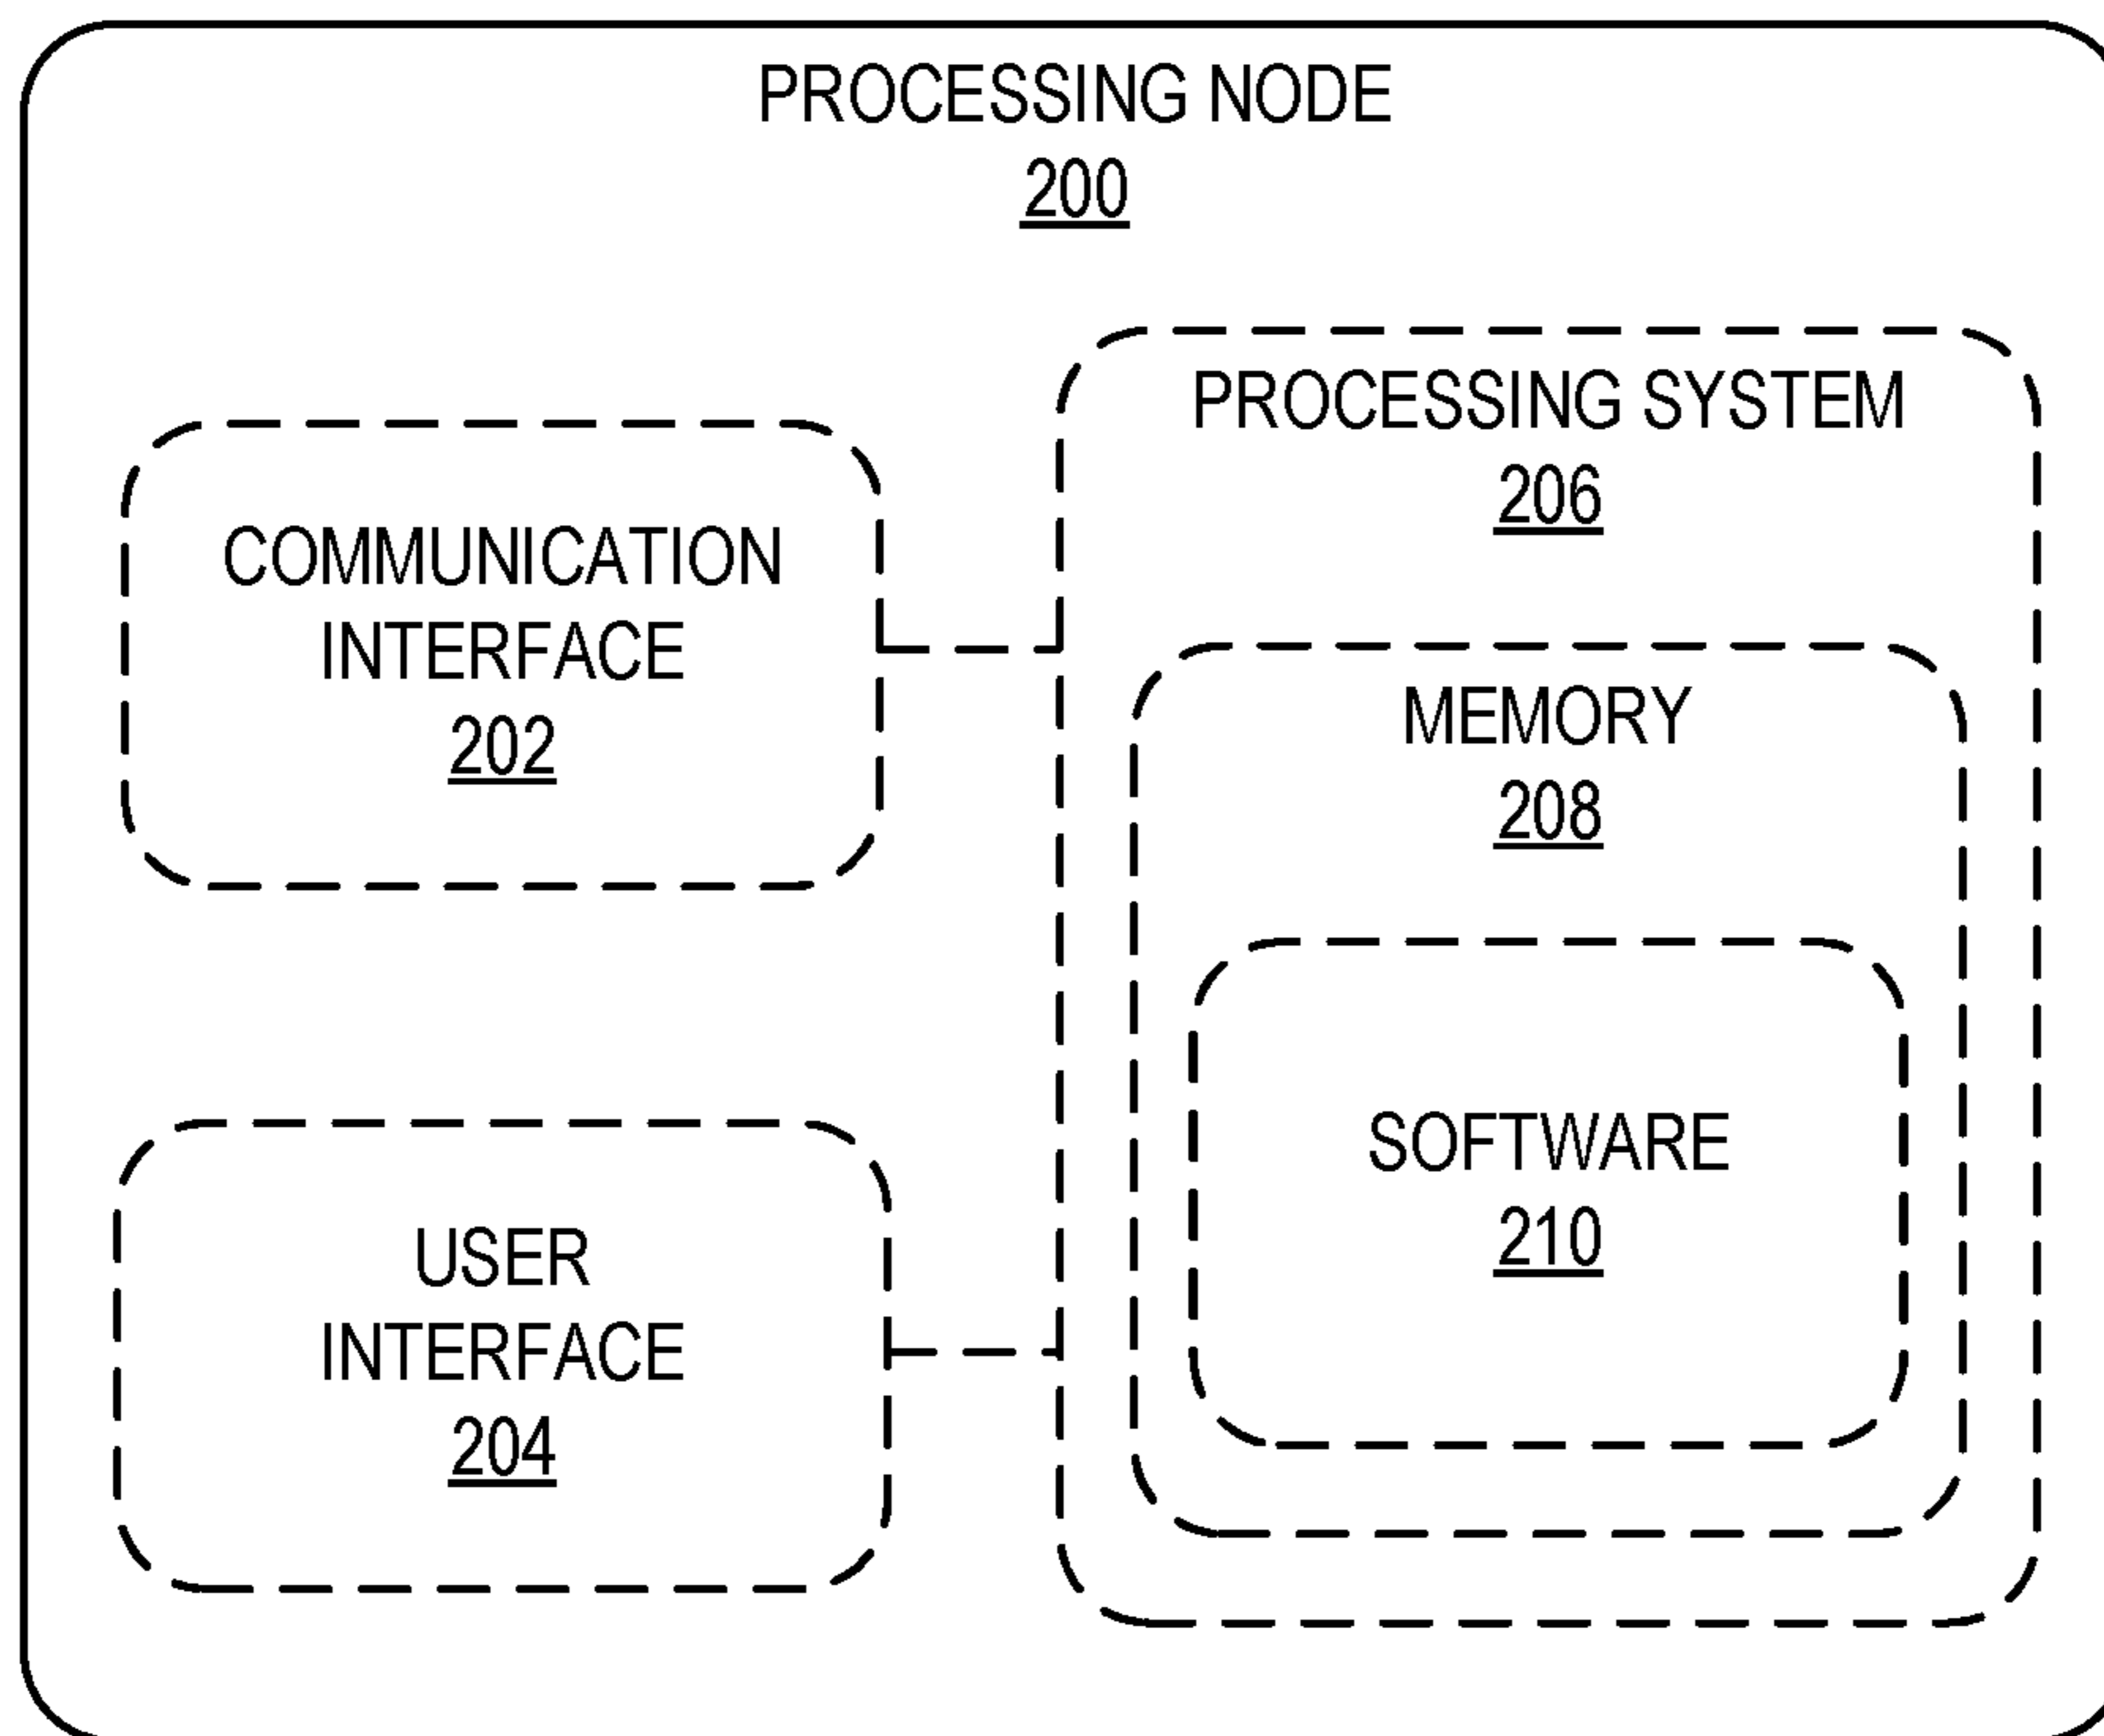 PROCESSING NODE
200
COMMUNICATION
INTERFACE
202
USER
INTERFACE
204
PROCESSING SYSTEM
206
MEMORY
208
SOFTWARE
210